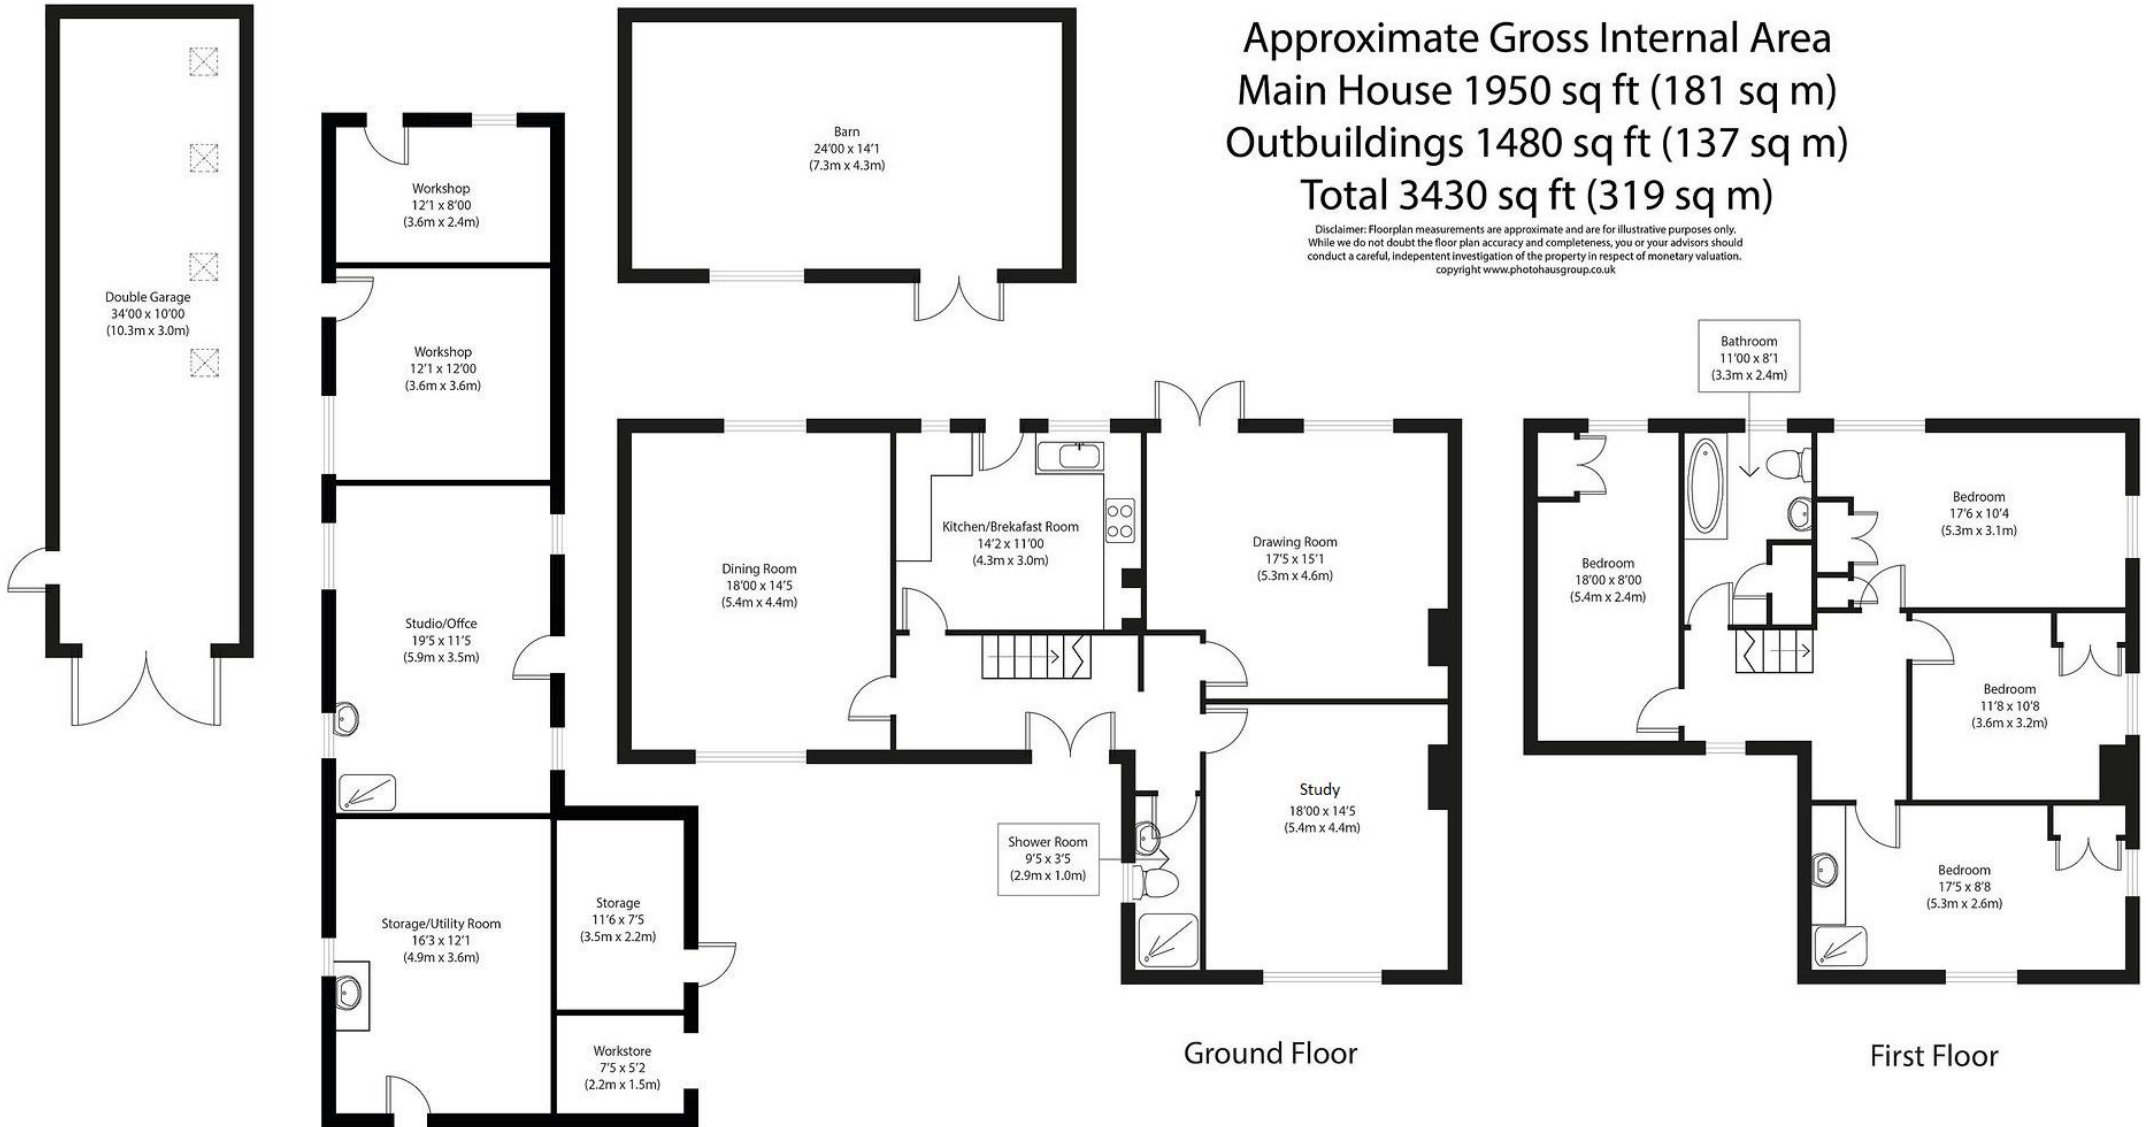 Approximate Gross Internal Area
Main House 1950 sq ft (181 sq m)
Outbuildings 1480 sq ft (137 sq m)
Total 3430 sq ft (319 sq m)
Disclaimer: Floorplan measurements are approximate and are for illustrative purposes only.
While we do not doubt the floor plan accuracy and completeness, you or your advisors should
conduct a careful, indepentent investigation of the property in respect of monetary valuation.
copyright www.photohausgroup.co.uk
Double Garage
34'00 x 10'00
(10.3m x 3.0m)
Workshop
12'1 x 8'00
(3.6m x 2.4m)
Workshop
12'1 x 12'00
(3.6m x 3.6m)
Studio/Offce
19'5 x 11'5
(5.9m x 3.5m)
Storage/Utility Room
16'3 x 12'1
(4.9m x 3.6m)
Storage
11'6 x 7'5
(3.5m x 2.2m)
Workstore
7'5 x 5'2
(2.2m x 1.5m)
Barn
24'00 x 14'1
(7.3m x 4.3m)
Dining Room
18'00 x 14'5
(5.4m x 4.4m)
Kitchen/Brekafast Room
14'2 x 11'00
(4.3m x 3.0m)
Drawing Room
17'5 x 15'1
(5.3m x 4.6m)
Study
18'00 x 14'5
(5.4m x 4.4m)
Shower Room
9'5 x 3'5
(2.9m x 1.0m)
Ground Floor
Bathroom
11'00 x 8'1
(3.3m x 2.4m)
Bedroom
18'00 x 8'00
(5.4m x 2.4m)
Bedroom
17'6 x 10'4
(5.3m x 3.1m)
Bedroom
11'8 x 10'8
(3.6m x 3.2m)
Bedroom
17'5 x 8'8
(5.3m x 2.6m)
First Floor